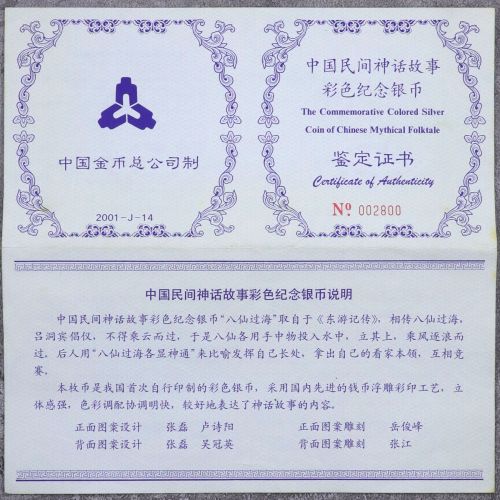 中国金币总公司制
2001-J-14
中国民间神话故事
彩色纪念银币
The Commemorative Colored Silver
Coin of Chinese Mythical Folktale
鉴定证书
Certificate of Authenticity
Nº 002800
中国民间神话故事彩色纪念银币说明
中国民间神话故事彩色纪念银币“八仙过海”取自于《东游记传》，相传八仙过海，
吕洞宾倡仪，不得乘云而过，于是八仙各用手中物投入水中，立其上，乘风逐浪而
过。后人用“八仙过海各显神通”来比喻发挥自己长处，拿出自己的看家本领，互相竞
赛。
本枚币是我国首次自行印制的彩色银币，采用国内先进的钱币浮雕彩印工艺，立
体感强，色彩调配协调明快，较好地表达了神话故事的内容。
正面图案设计 张磊 卢诗阳 正面图案雕刻 岳俊峰
背面图案设计 张磊 吴冠英 背面图案雕刻 张江